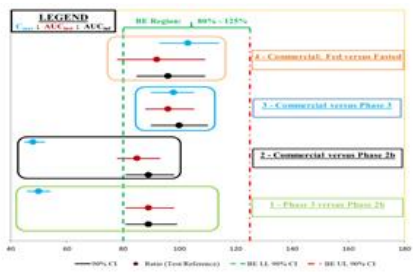 LEGEND
Cmax ; AUClast ; AUCinf
BE Region: 80% - 125%
4 - Commercial: Fed versus Fasted
3 - Commercial versus Phase 3
2 - Commercial versus Phase 2b
1 - Phase 3 versus Phase 2b
40 60 80 100 120 140 160 180
90% CI Ratio (Test/Reference) BE LL 90% CI BE UL 90% CI